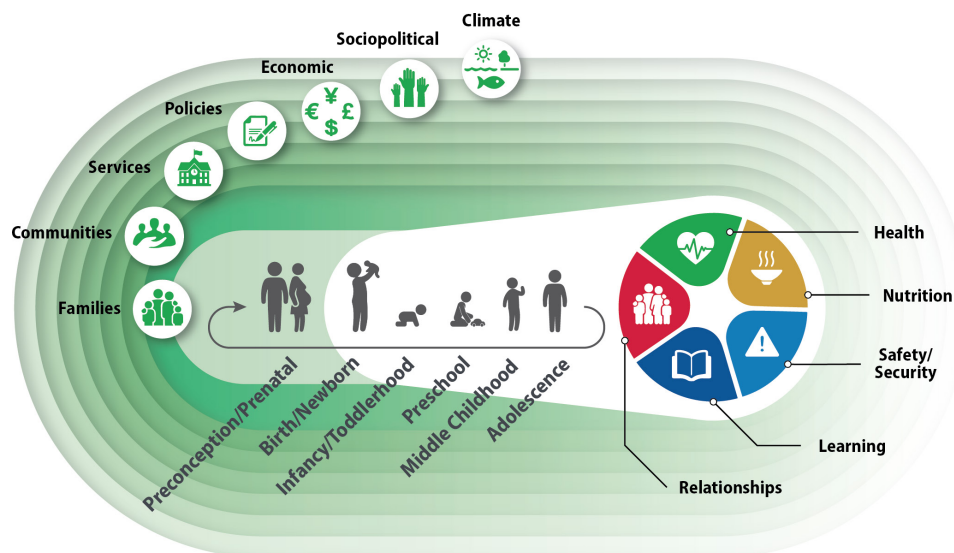 Climate
Sociopolitical
Economic
Policies
Services
Communities
Families
¥
€ £
$
Preconception/Prenatal
Birth/Newborn
Infancy/Toddlerhood
Preschool
Middle Childhood
Adolescence
Health
Nutrition
Safety/
Security
Learning
Relationships